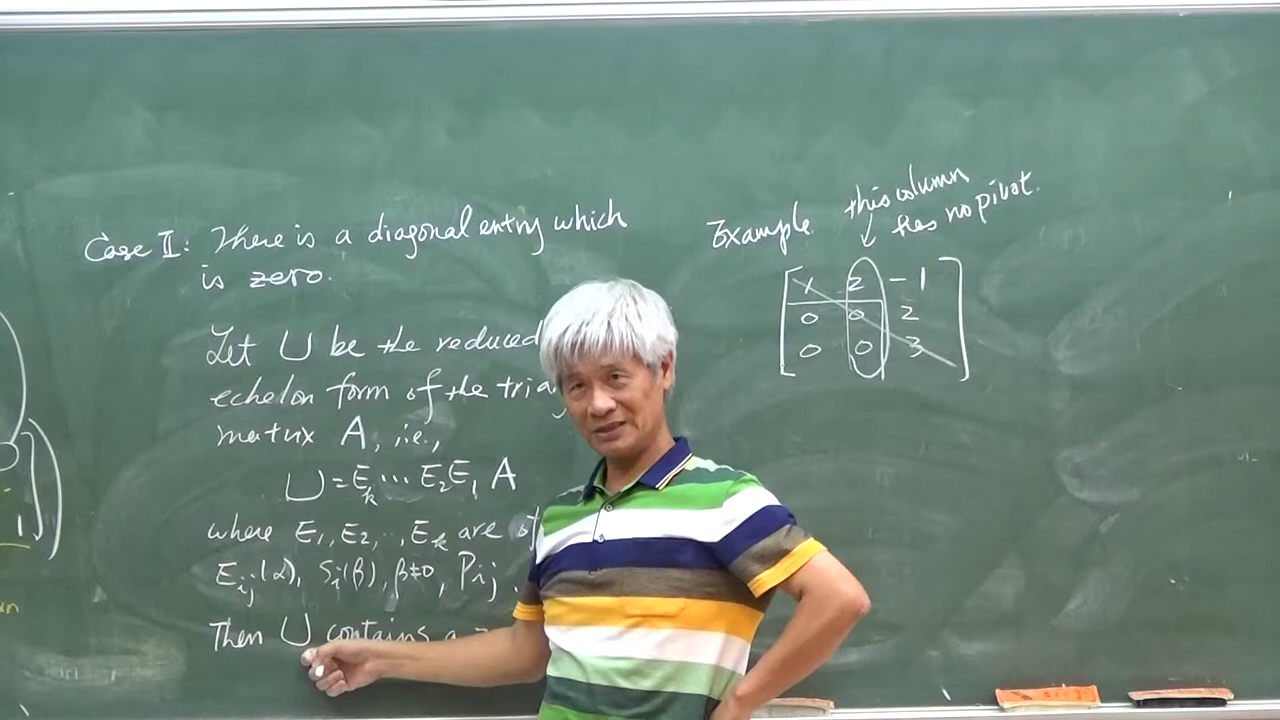 Case II: There is a diagonal entry which
is zero.
Let U be the reduced
echelon form of the
matrix A, i.e.,
U = E_k ⋯ E_2 E_1 A
where E_1, E_2, ⋯, E_k are of
E_ij(α), S_i(β), β≠0, P_ij.
Then U contains a
Example
this column
has no pivot.
1 2 -1
0 0 2
0 0 3
1